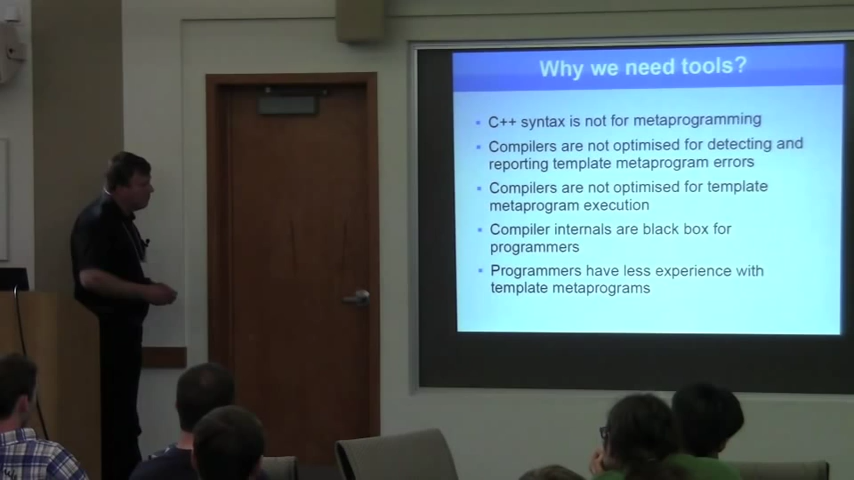 Why we need tools?
• C++ syntax is not for metaprogramming
• Compilers are not optimised for detecting and
reporting template metaprogram errors
• Compilers are not optimised for template
metaprogram execution
• Compiler internals are black box for
programmers
• Programmers have less experience with
template metaprograms